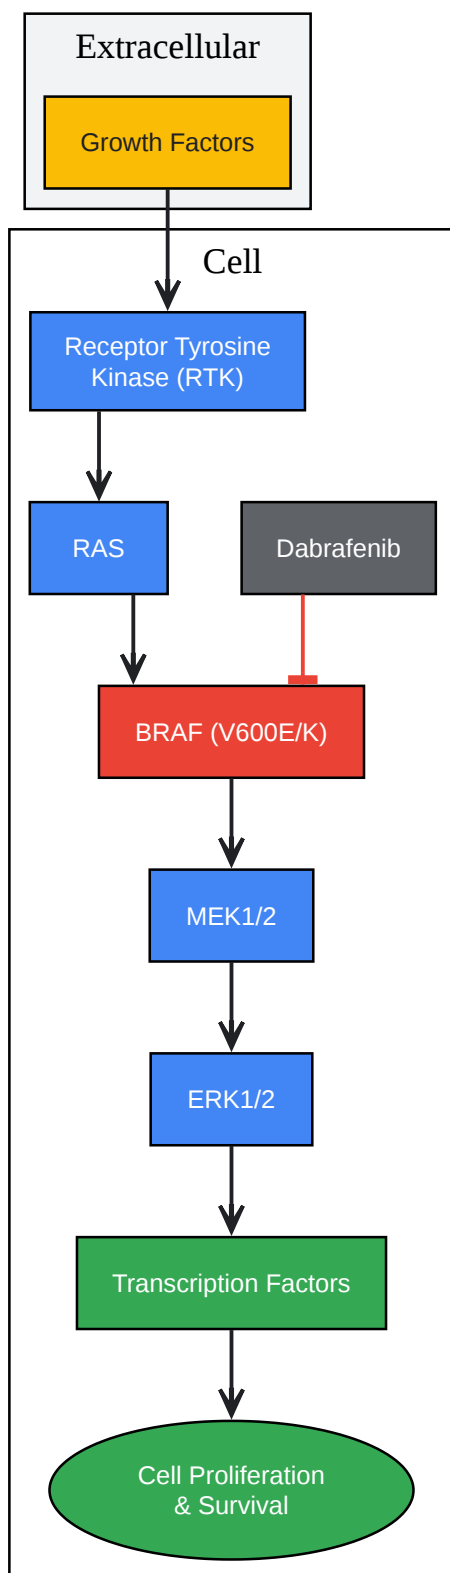 Extracellular
Growth Factors
Cell
Receptor Tyrosine
Kinase (RTK)
RAS
Dabrafenib
BRAF (V600E/K)
MEK1/2
ERK1/2
Transcription Factors
Cell Proliferation
& Survival